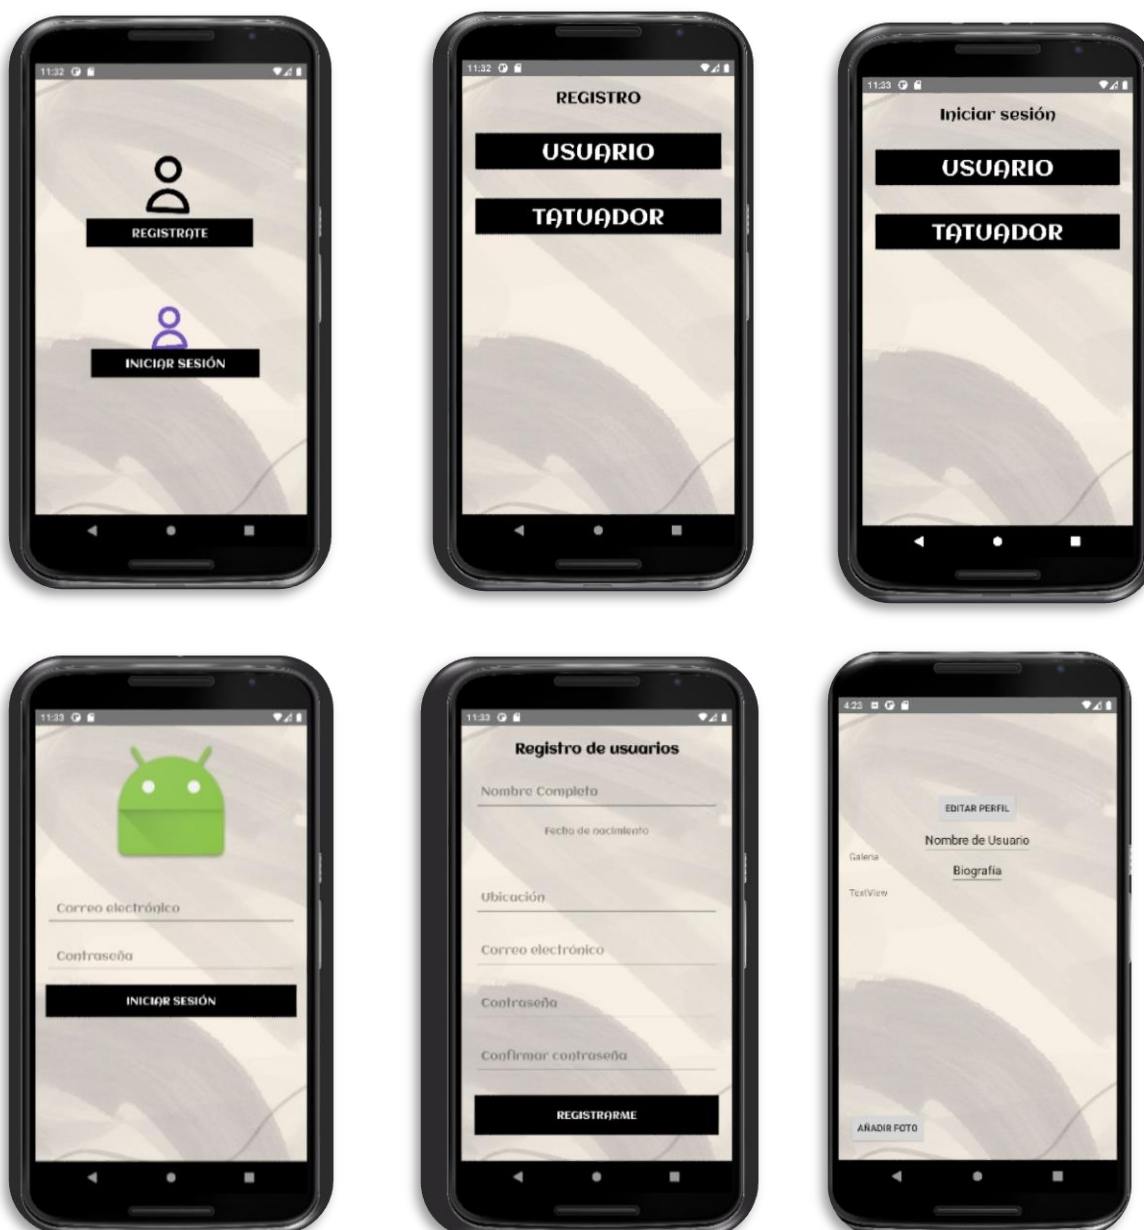 11:32
REGISTRATE
INICIAR SESIÓN
11:32
REGISTRO
USUARIO
TATUADOR
11:33
Iniciar sesión
USUARIO
TATUADOR
11:33
Correo electrónico
Contraseña
INICIAR SESIÓN
11:33
Registro de usuarios
Nombre Completo
Fecha de nacimiento
Ubicación
Correo electrónico
Contraseña
Confirmar contraseña
REGISTRARME
4:23
EDITAR PERFIL
Nombre de Usuario
Galeria
Biografía
TextView
AÑADIR FOTO